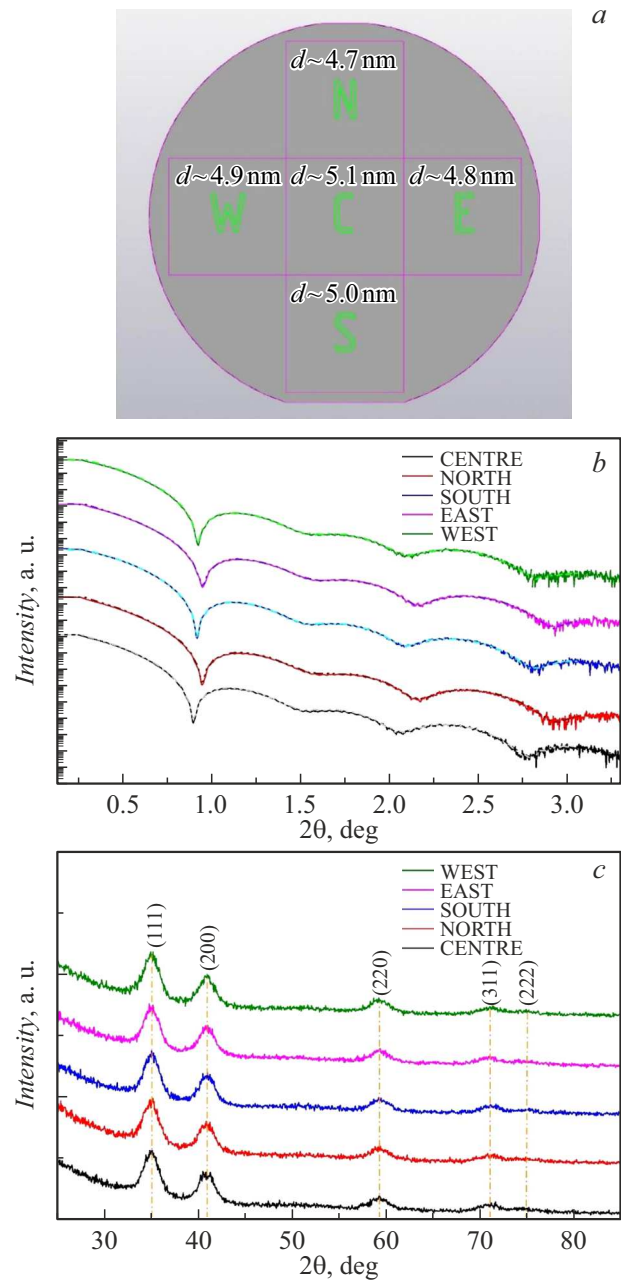 a
d~4.7 nm
N
d~4.9 nm d~5.1 nm d~4.8 nm
W C E
d~5.0 nm
S
b
CENTRE
NORTH
SOUTH
EAST
WEST
Intensity, a. u.
0.5 1.0 1.5 2.0 2.5 3.0
2θ, deg
c
WEST
EAST
SOUTH
NORTH
CENTRE
(111) (200) (220) (311) (222)
Intensity, a. u.
30 40 50 60 70 80
2θ, deg